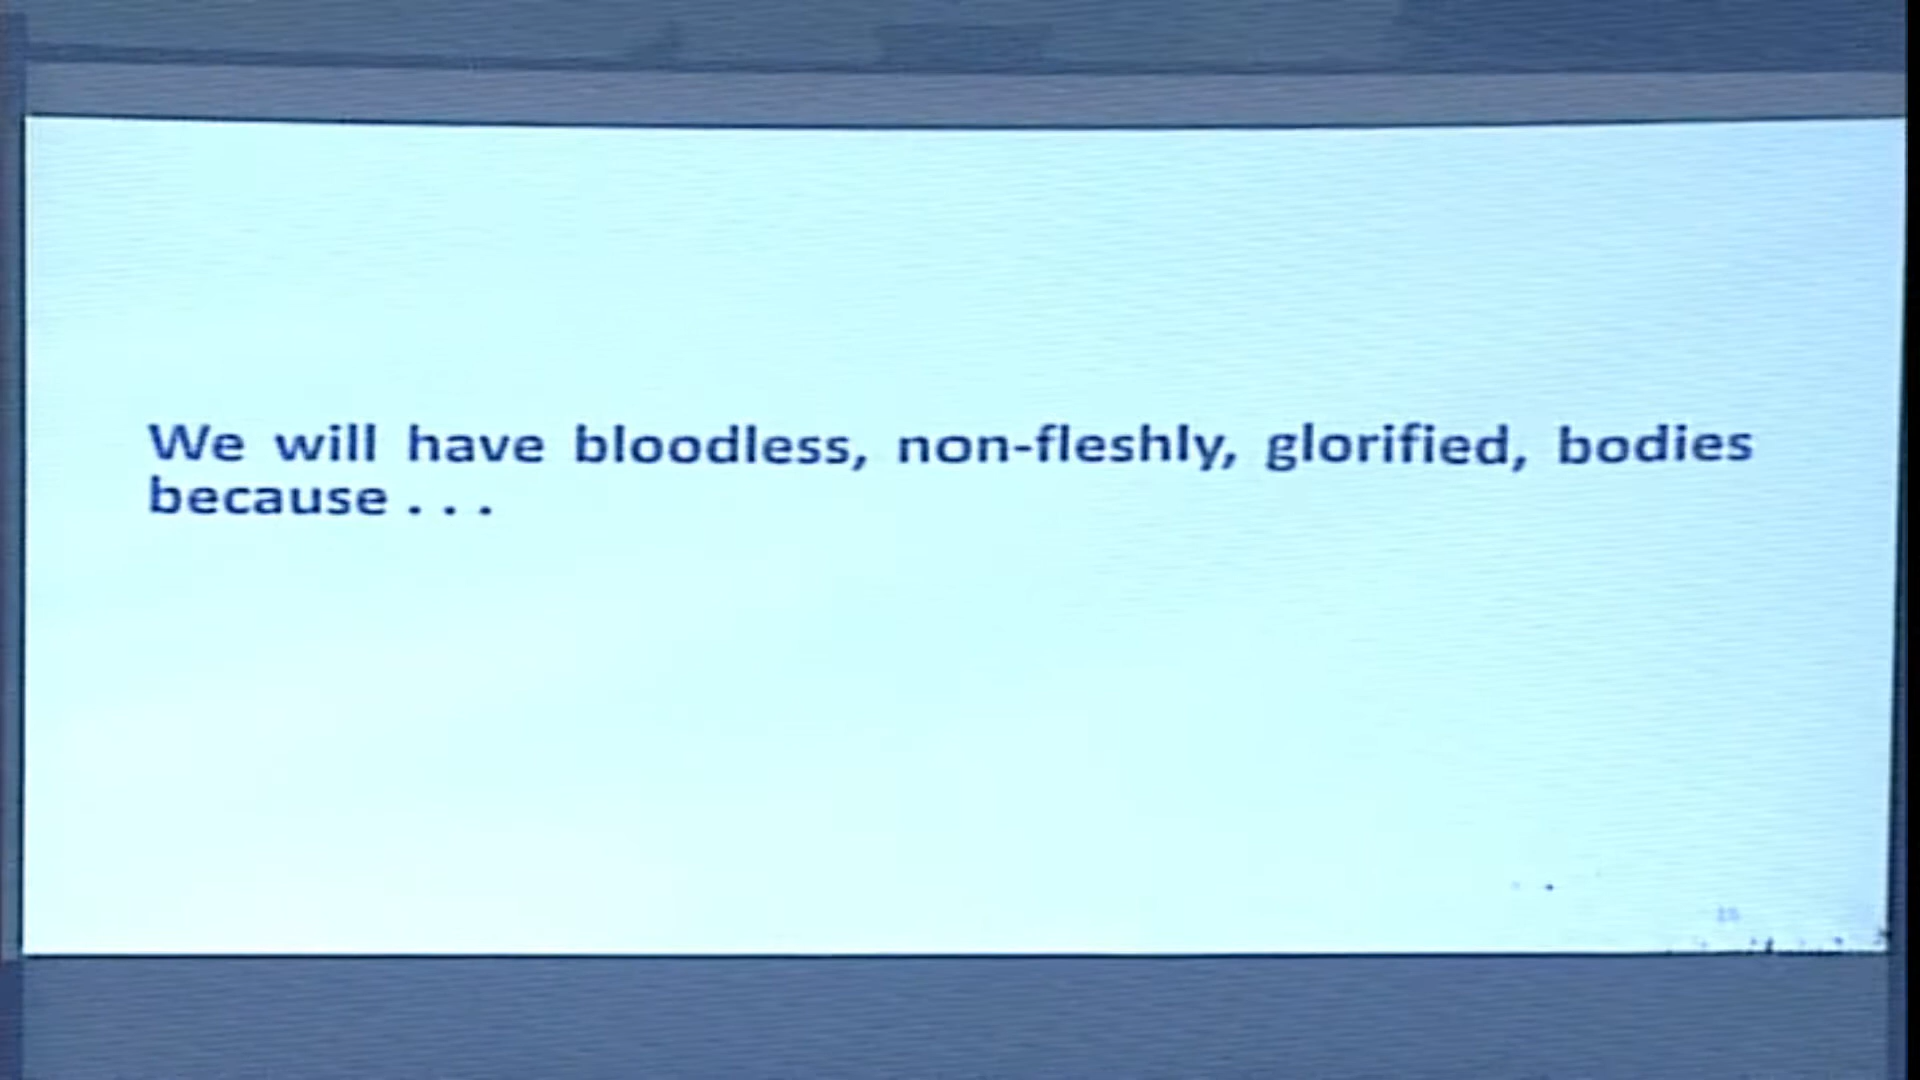 We will have bloodless, non-fleshly, glorified, bodies
because . . .